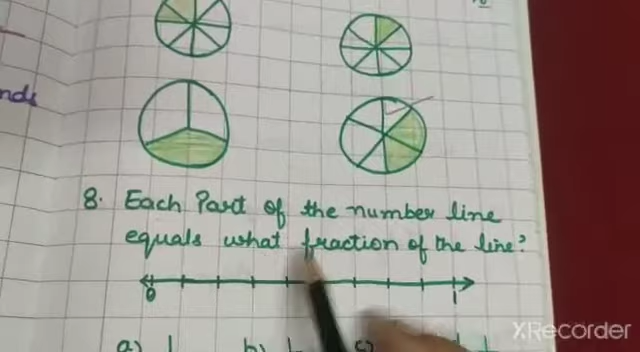 nds
8. Each Part of the number line
equals what fraction of the line?
0 1
a) b) c)
XRecorder